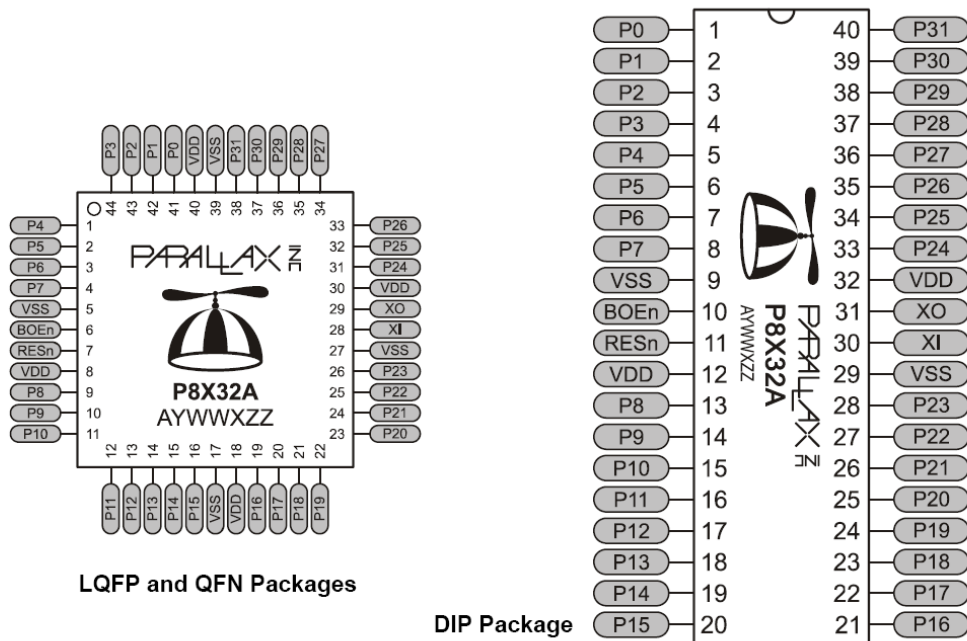 P3 P2 P1 P0 VDD VSS P31 P30 P29 P28 P27
44 43 42 41 40 39 38 37 36 35 34
P4 1 33 P26
P5 2 32 P25
P6 3 31 P24
P7 4 30 VDD
VSS 5 29 XO
BOEn 6 28 XI
RESn 7 27 VSS
VDD 8 26 P23
P8 9 25 P22
P9 10 24 P21
P10 11 23 P20
PARALLAX INC
P8X32A
AYWWXZZ
12 13 14 15 16 17 18 19 20 21 22
P11 P12 P13 P14 P15 VSS VDD P16 P17 P18 P19
LQFP and QFN Packages
P0 1 40 P31
P1 2 39 P30
P2 3 38 P29
P3 4 37 P28
P4 5 36 P27
P5 6 35 P26
P6 7 34 P25
P7 8 33 P24
VSS 9 32 VDD
BOEn 10 31 XO
RESn 11 30 XI
VDD 12 29 VSS
P8 13 28 P23
P9 14 27 P22
P10 15 26 P21
P11 16 25 P20
P12 17 24 P19
P13 18 23 P18
P14 19 22 P17
P15 20 21 P16
PARALLAX INC
P8X32A
AYWWXZZ
DIP Package